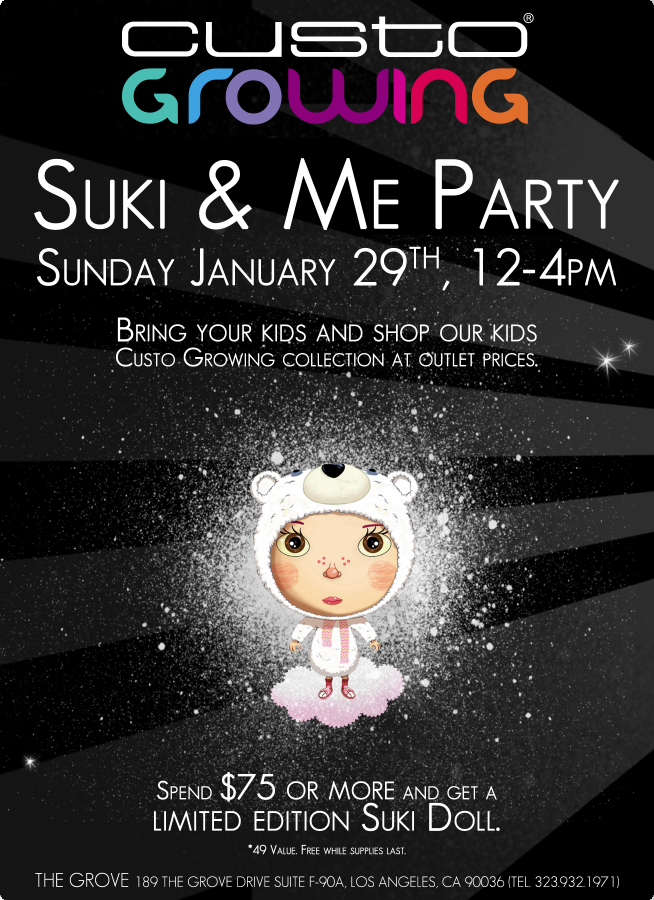 custo®
GROWING
SUKI & ME PARTY
SUNDAY JANUARY 29TH, 12-4PM
BRING YOUR KIDS AND SHOP OUR KIDS
CUSTO GROWING COLLECTION AT OUTLET PRICES.
SPEND $75 OR MORE AND GET A
LIMITED EDITION SUKI DOLL.
*49 VALUE. FREE WHILE SUPPLIES LAST.
THE GROVE 189 THE GROVE DRIVE SUITE F-90A, LOS ANGELES, CA 90036 (TEL. 323.932.1971)